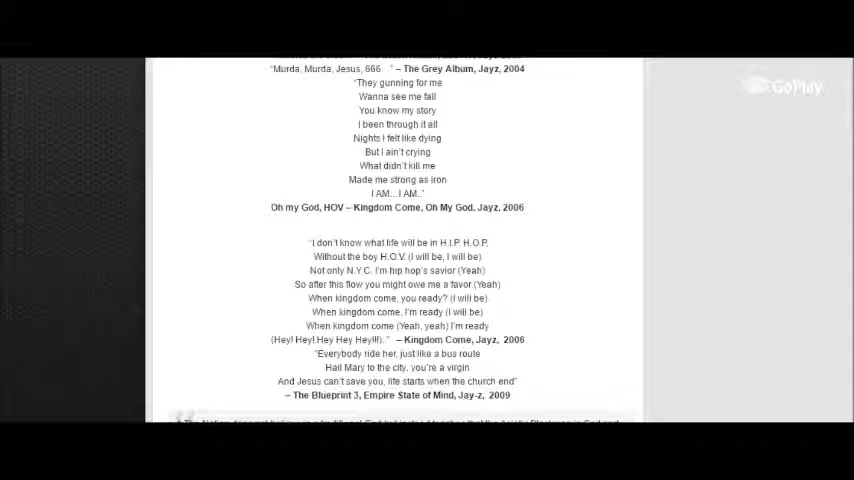 “Murda, Murda, Jesus, 666 ...” – The Grey Album, Jayz, 2004
GoPlay
“They gunning for me
Wanna see me fall
You know my story
I been through it all
Nights I felt like dying
But I ain’t crying
What didn’t kill me
Made me strong as iron
I AM…I AM..”
Oh my God, HOV – Kingdom Come, Oh My God, Jayz, 2006
“I don’t know what life will be in H.I.P. H.O.P.
Without the boy H.O.V. (I will be, I will be)
Not only N.Y.C. I’m hip hop’s savior (Yeah)
So after this flow you might owe me a favor (Yeah)
When kingdom come, you ready? (I will be)
When kingdom come, I’m ready (I will be)
When kingdom come (Yeah, yeah) I’m ready
(Hey! Hey! Hey Hey Hey!!!)..” – Kingdom Come, Jayz, 2006
“Everybody ride her, just like a bus route
Hail Mary to the city, you’re a virgin
And Jesus can’t save you, life starts when the church end”
– The Blueprint 3, Empire State of Mind, Jay-z, 2009